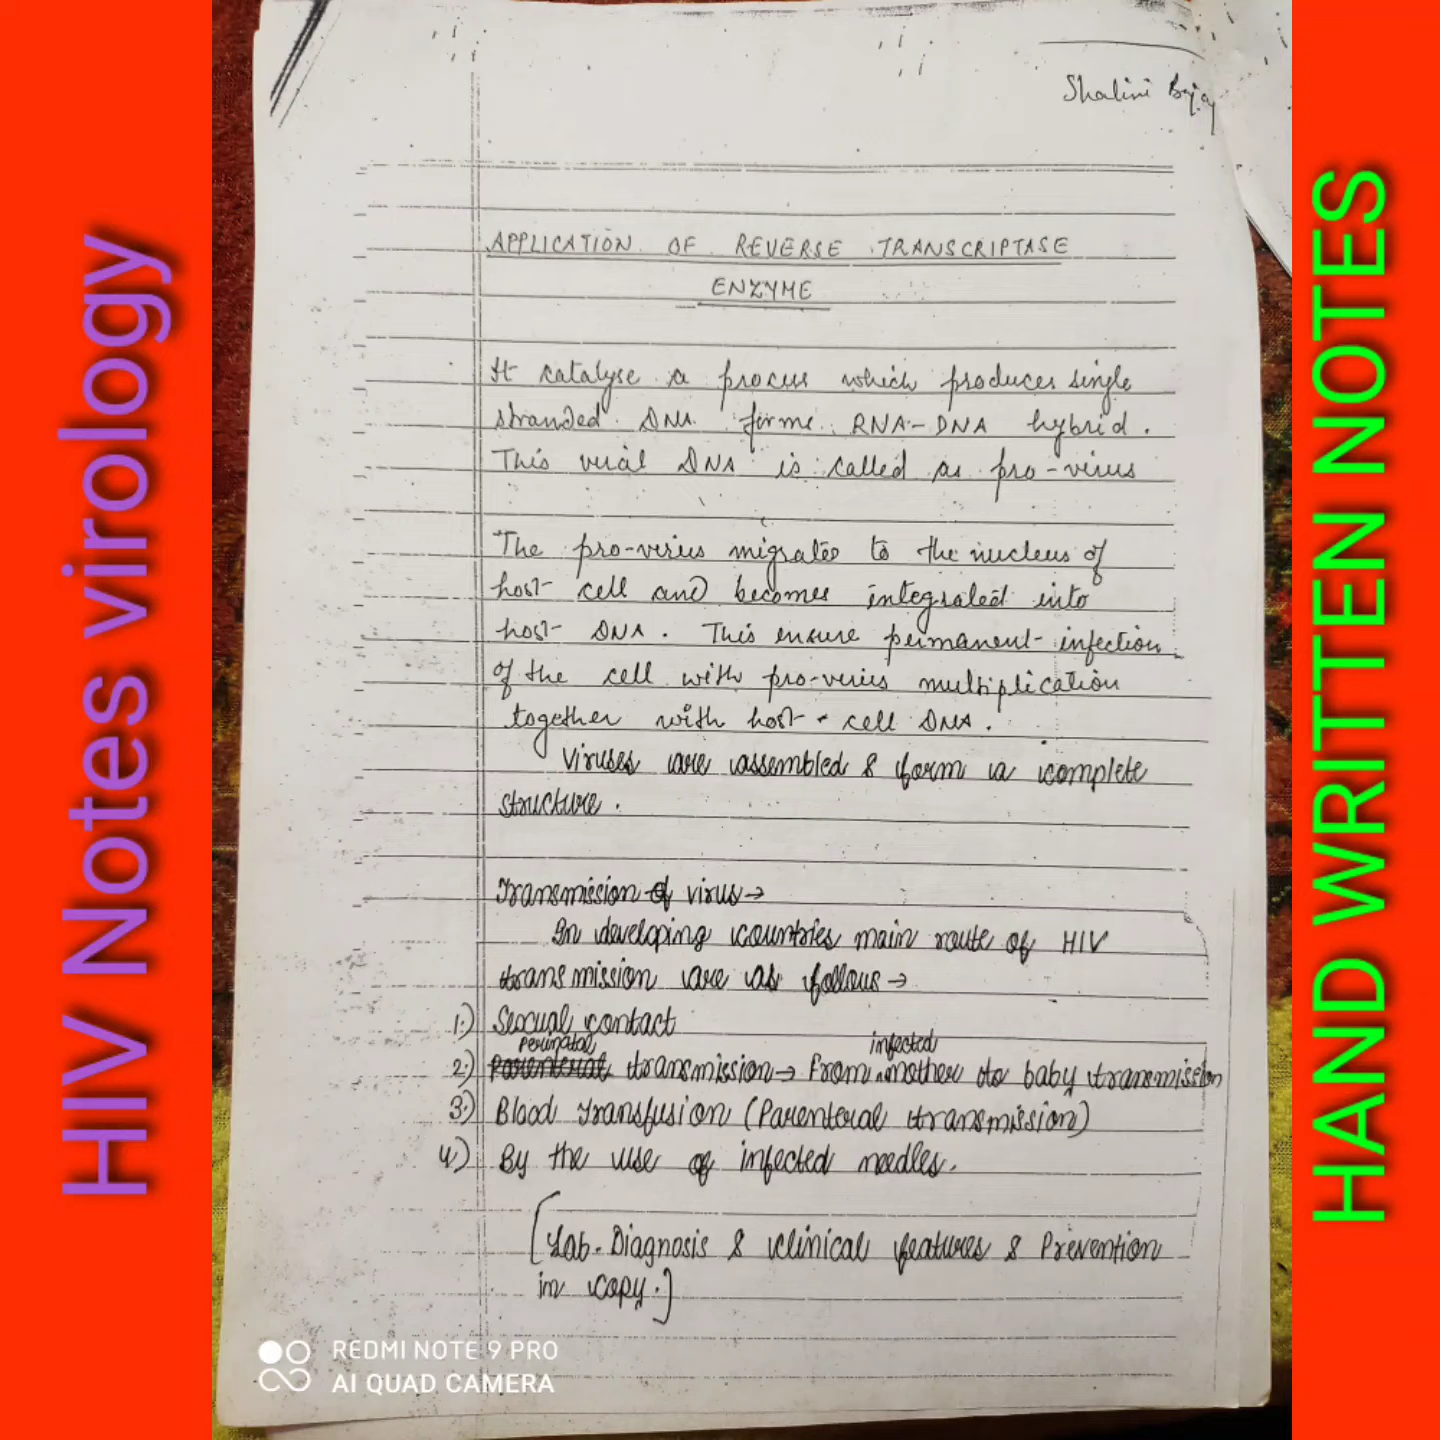 HIV Notes virology
Shalini Bajaj
APPLICATION OF REVERSE TRANSCRIPTASE
ENZYME
It catalyse a process which produces single
stranded DNA forms RNA-DNA hybrid.
This viral DNA is called as pro-virus
The pro-virus migrates to the nucleus of
host cell and becomes integrated into
host DNA. This ensure permanent infection
of the cell with pro-virus multiplication
together with host cell DNA.
Viruses are assembled & form a complete
structure.
Transmission of virus→
In developing countries main route of HIV
transmission are as follows→
1.) Sexual contact
perinatal infected
2.) Parenteral transmission→ From mother to baby transmission
3.) Blood Transfusion (Parenteral transmission)
4.) By the use of infected needles.
[Lab. Diagnosis & clinical features & Prevention
in copy.]
REDMI NOTE 9 PRO
AI QUAD CAMERA
HAND WRITTEN NOTES